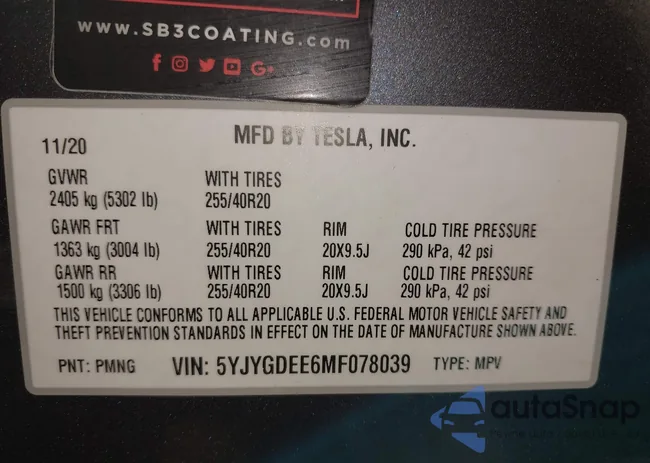 www.SB3COATING.com
11/20 MFD BY TESLA, INC.
GVWR WITH TIRES
2405 kg (5302 lb) 255/40R20
GAWR FRT WITH TIRES RIM COLD TIRE PRESSURE
1363 kg (3004 lb) 255/40R20 20X9.5J 290 kPa, 42 psi
GAWR RR WITH TIRES RIM COLD TIRE PRESSURE
1500 kg (3306 lb) 255/40R20 20X9.5J 290 kPa, 42 psi
THIS VEHICLE CONFORMS TO ALL APPLICABLE U.S. FEDERAL MOTOR VEHICLE SAFETY AND
THEFT PREVENTION STANDARDS IN EFFECT ON THE DATE OF MANUFACTURE SHOWN ABOVE.
PNT: PMNG VIN: 5YJYGDEE6MF078039 TYPE: MPV
autaSnap